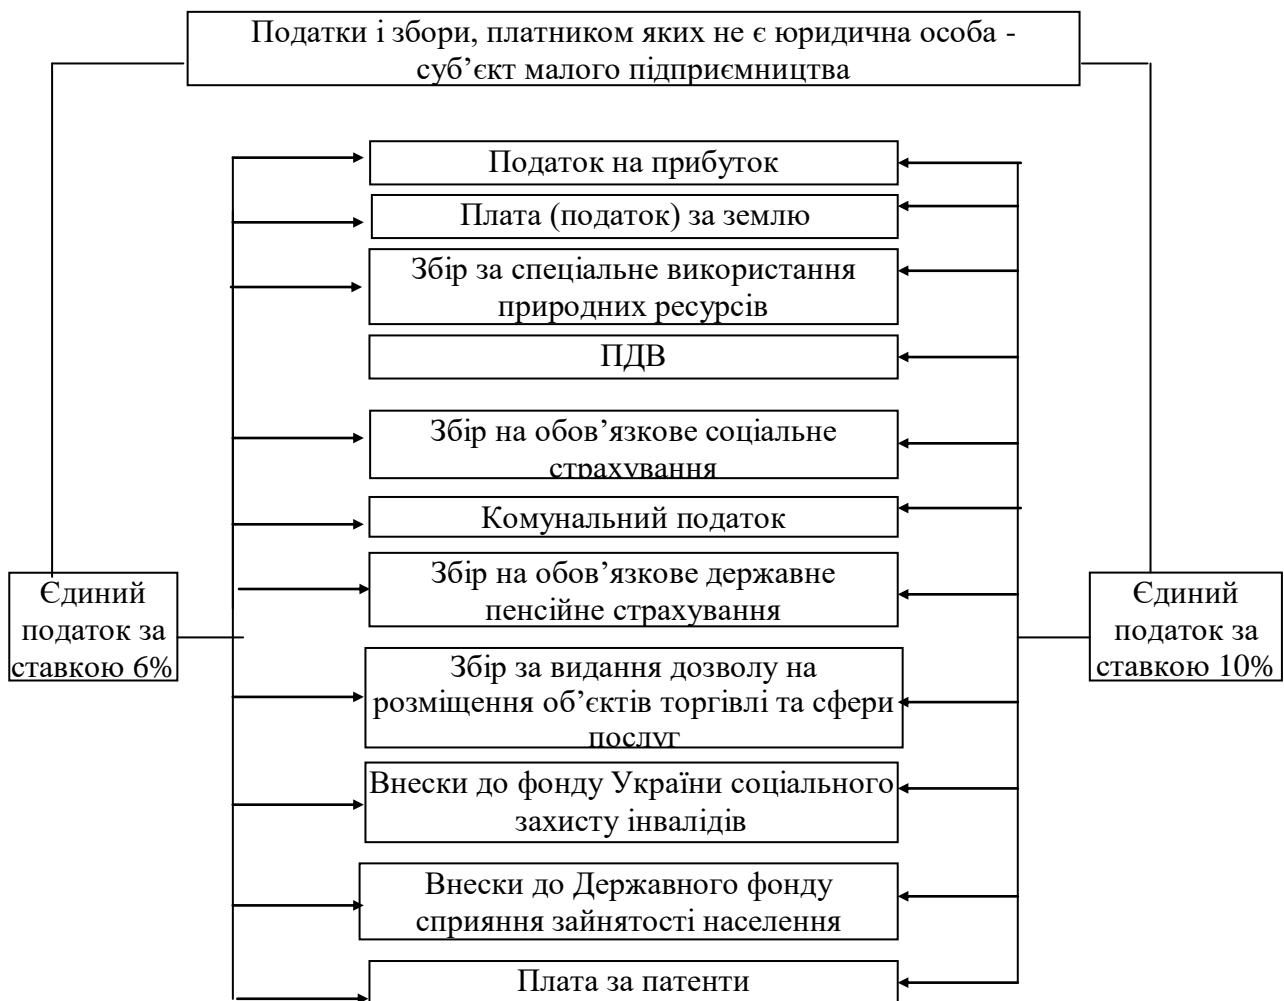 Податки і збори, платником яких не є юридична особа -
суб’єкт малого підприємництва
Податок на прибуток
Плата (податок) за землю
Збір за спеціальне використання
природних ресурсів
ПДВ
Збір на обов’язкове соціальне
страхування
Комунальний податок
Збір на обов’язкове державне
пенсійне страхування
Єдиний
податок за
ставкою 6%
Єдиний
податок за
ставкою 10%
Збір за видання дозволу на
розміщення об’єктів торгівлі та сфери
послуг
Внески до фонду України соціального
захисту інвалідів
Внески до Державного фонду
сприяння зайнятості населення
Плата за патенти